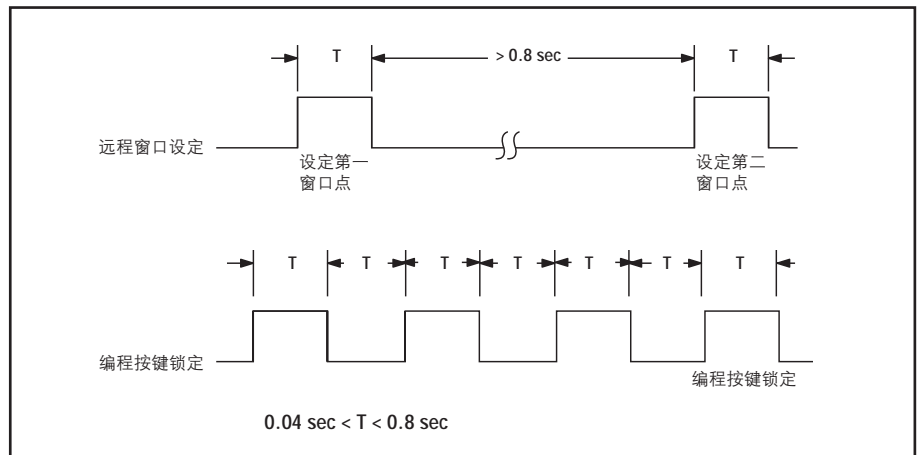 T > 0.8 sec T
远程窗口设定
设定第一
窗口点
设定第二
窗口点
T T T T T T T
编程按键锁定
编程按键锁定
0.04 sec < T < 0.8 sec